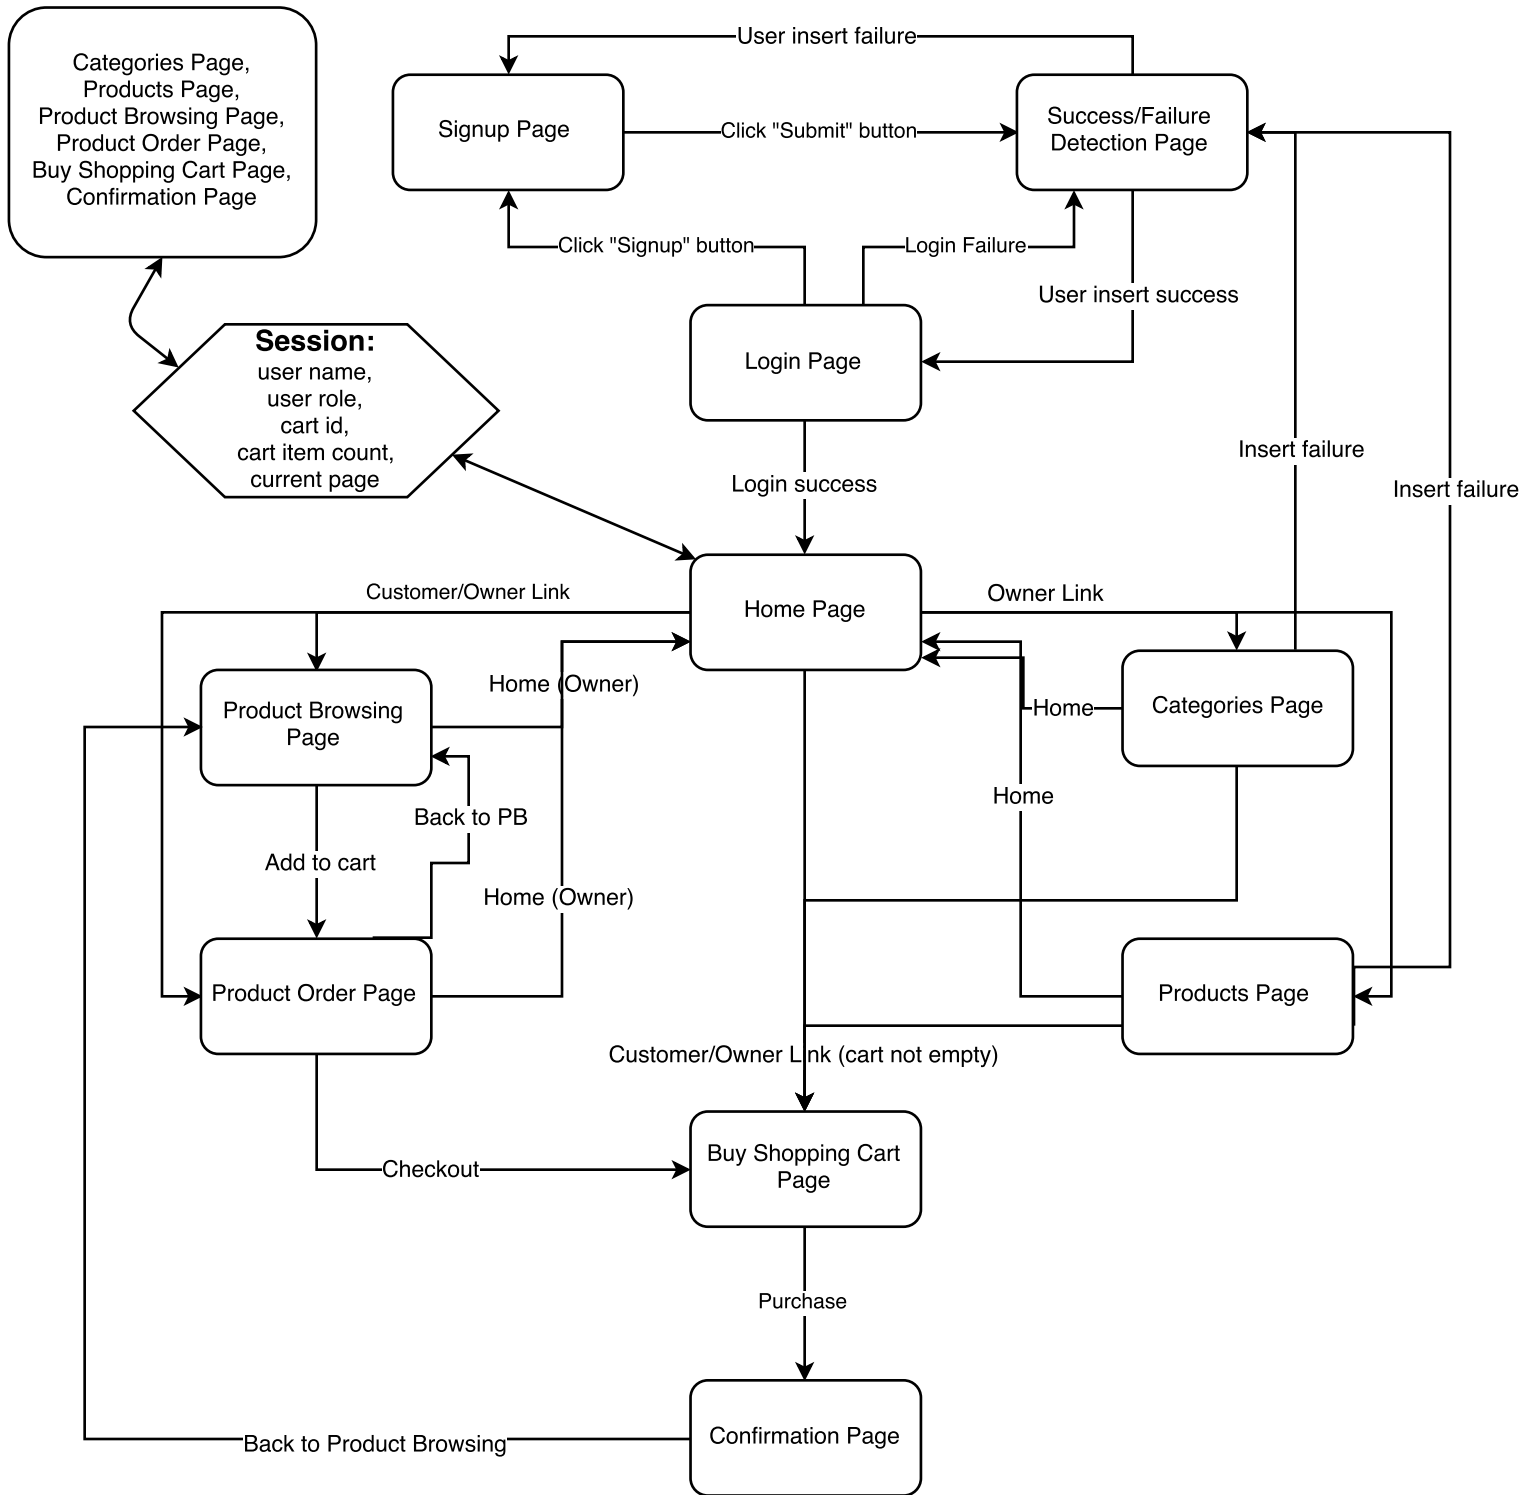 Categories Page,
Products Page,
Product Browsing Page,
Product Order Page,
Buy Shopping Cart Page,
Confirmation Page
User insert failure
Signup Page
Click "Submit" button
Success/Failure
Detection Page
Click "Signup" button
Login Failure
User insert success
Session:
user name,
user role,
cart id,
cart item count,
current page
Login Page
Login success
Insert failure
Insert failure
Customer/Owner Link
Home Page
Owner Link
Home (Owner)
Product Browsing
Page
Home
Categories Page
Back to PB
Home
Add to cart
Home (Owner)
Product Order Page
Products Page
Customer/Owner Link (cart not empty)
Checkout
Buy Shopping Cart
Page
Purchase
Confirmation Page
Back to Product Browsing